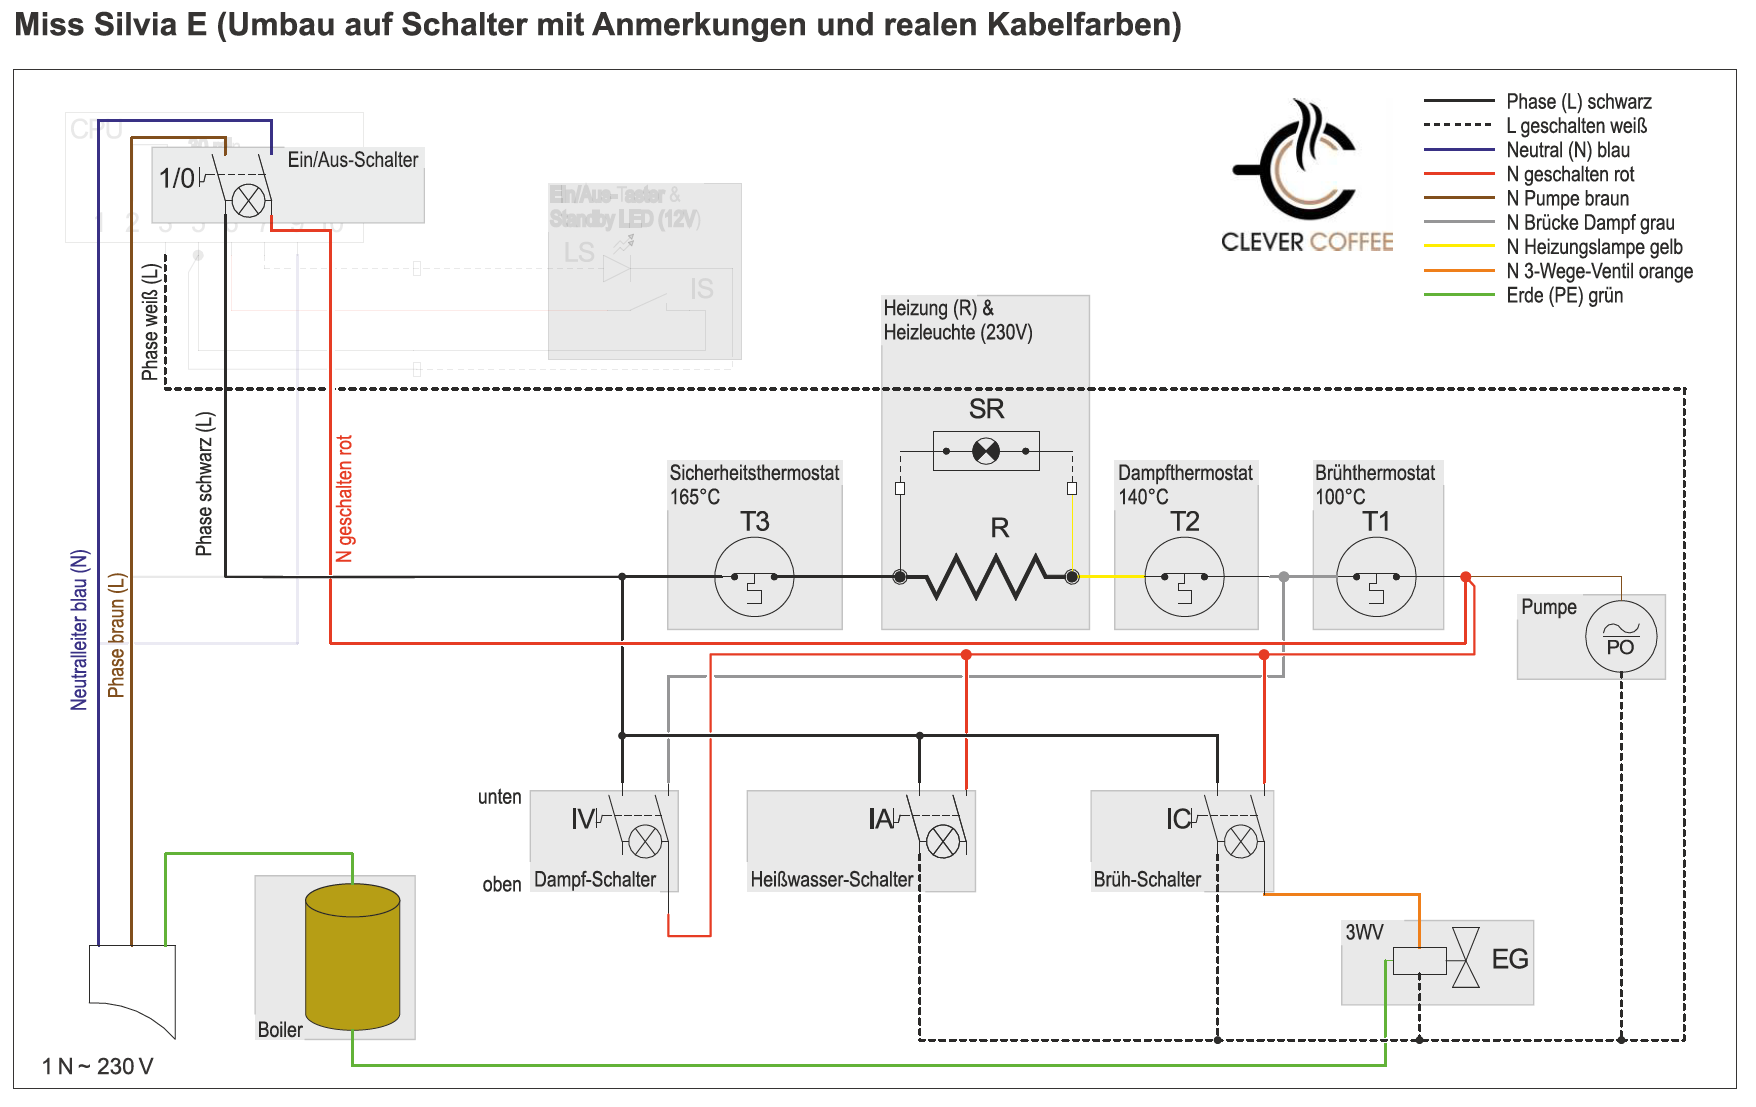 Miss Silvia E (Umbau auf Schalter mit Anmerkungen und realen Kabelfarben)
Phase (L) schwarz
L geschalten weiß
Neutral (N) blau
N geschalten rot
N Pumpe braun
N Brücke Dampf grau
N Heizungslampe gelb
N 3-Wege-Ventil orange
Erde (PE) grün
CLEVER COFFEE
CPU
Ein/Aus-Schalter
1/0
1 2 3 5
Ein/Aus-Taster &
Standby LED (12V)
LS
IS
Phase weiß (L)
Phase schwarz (L)
N geschalten rot
Neutralleiter blau (N)
Phase braun (L)
Heizung (R) &
Heizleuchte (230V)
SR
R
Sicherheitsthermostat
165°C
T3
Dampfthermostat
140°C
T2
Brühthermostat
100°C
T1
Pumpe
PO
unten
oben
IV
Dampf-Schalter
IA
Heißwasser-Schalter
IC
Brüh-Schalter
3WV
EG
Boiler
1 N ~ 230 V